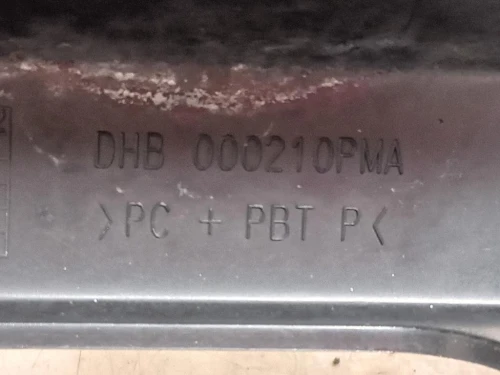 DHB 000210PMA
>PC + PBT P<